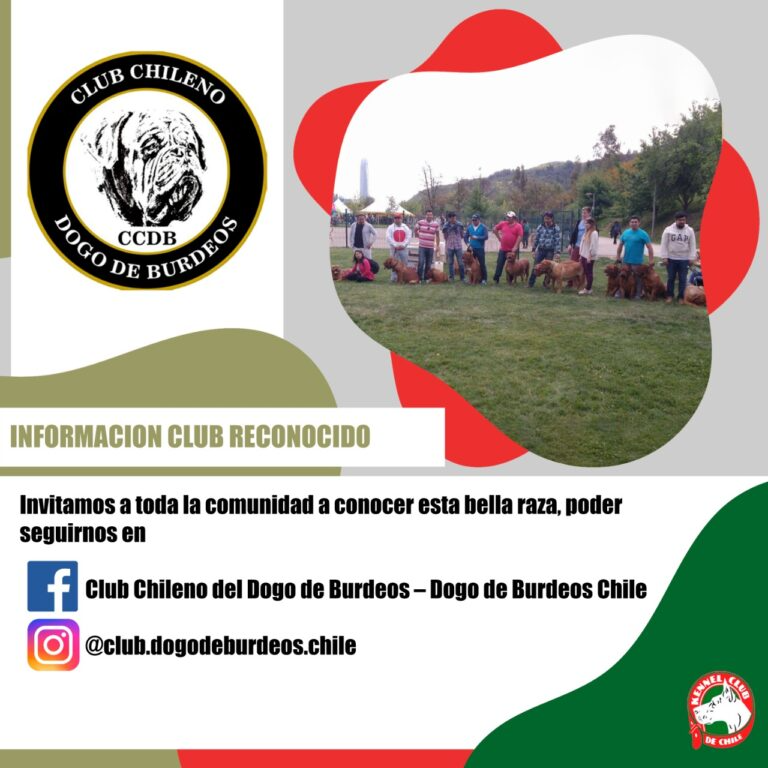 CLUB CHILENO
CCDB
DOGO DE BURDEOS
GAP
INFORMACION CLUB RECONOCIDO
Invitamos a toda la comunidad a conocer esta bella raza, poder
seguirnos en
Club Chileno del Dogo de Burdeos – Dogo de Burdeos Chile
@club.dogodeburdeos.chile
KENNEL CLUB
DE CHILE